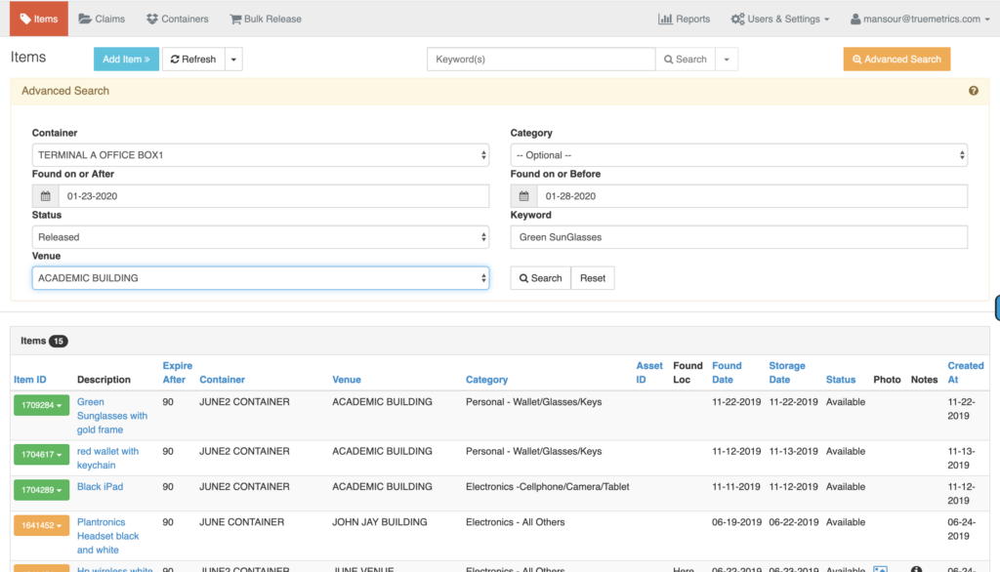 Items Claims Containers Bulk Release Reports Users & Settings mansour@truemetrics.com
Items Add Item » Refresh Keyword(s) Search Advanced Search
Advanced Search
Container Category
TERMINAL A OFFICE BOX1 -- Optional --
Found on or After Found on or Before
01-23-2020 01-28-2020
Status Keyword
Released Green SunGlasses
Venue
ACADEMIC BUILDING Search Reset
Items 15
Expire Asset Found Found Storage Created
Item ID Description After Container Venue Category ID Loc Date Date Status Photo Notes At
1709284 Green 90 JUNE2 CONTAINER ACADEMIC BUILDING Personal - Wallet/Glasses/Keys 11-22-2019 11-22-2019 Available 11-22-
Sunglasses with 2019
gold frame
1704617 red wallet with 90 JUNE2 CONTAINER ACADEMIC BUILDING Personal - Wallet/Glasses/Keys 11-12-2019 11-13-2019 Available 11-13-
keychain 2019
1704289 Black iPad 90 JUNE2 CONTAINER ACADEMIC BUILDING Electronics -Cellphone/Camera/Tablet 11-11-2019 11-12-2019 Available 11-12-
2019
1641452 Plantronics 90 JUNE CONTAINER JOHN JAY BUILDING Electronics - All Others 06-19-2019 06-22-2019 Available 06-24-
Headset black 2019
and white
Hp wireless white 90 JUNE CONTAINER JUNE VENUE Electronics - All Others Here 06-22-2019 06-23-2019 Available 06-24-